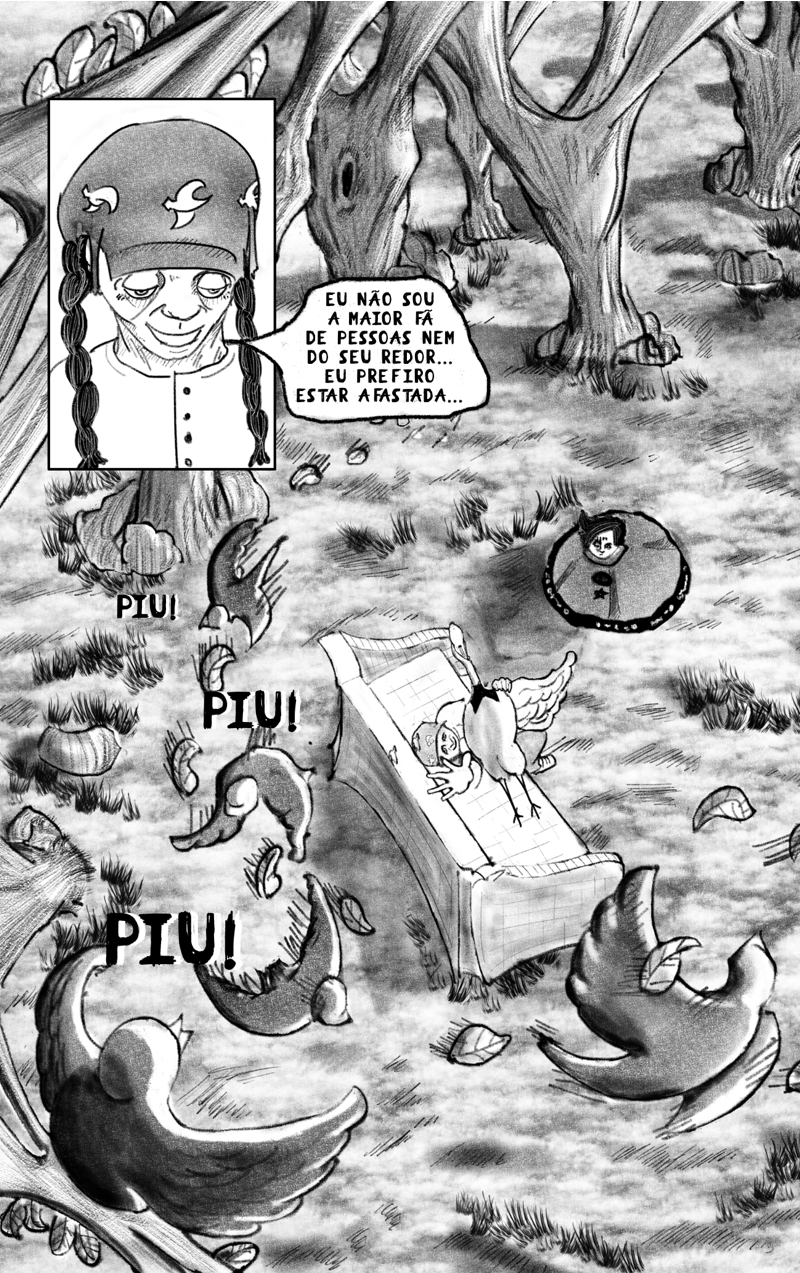 EU NÃO SOU
A MAIOR FÃ
DE PESSOAS NEM
DO SEU REDOR...
EU PREFIRO
ESTAR AFASTADA...
PIU!
PIU!
PIU!